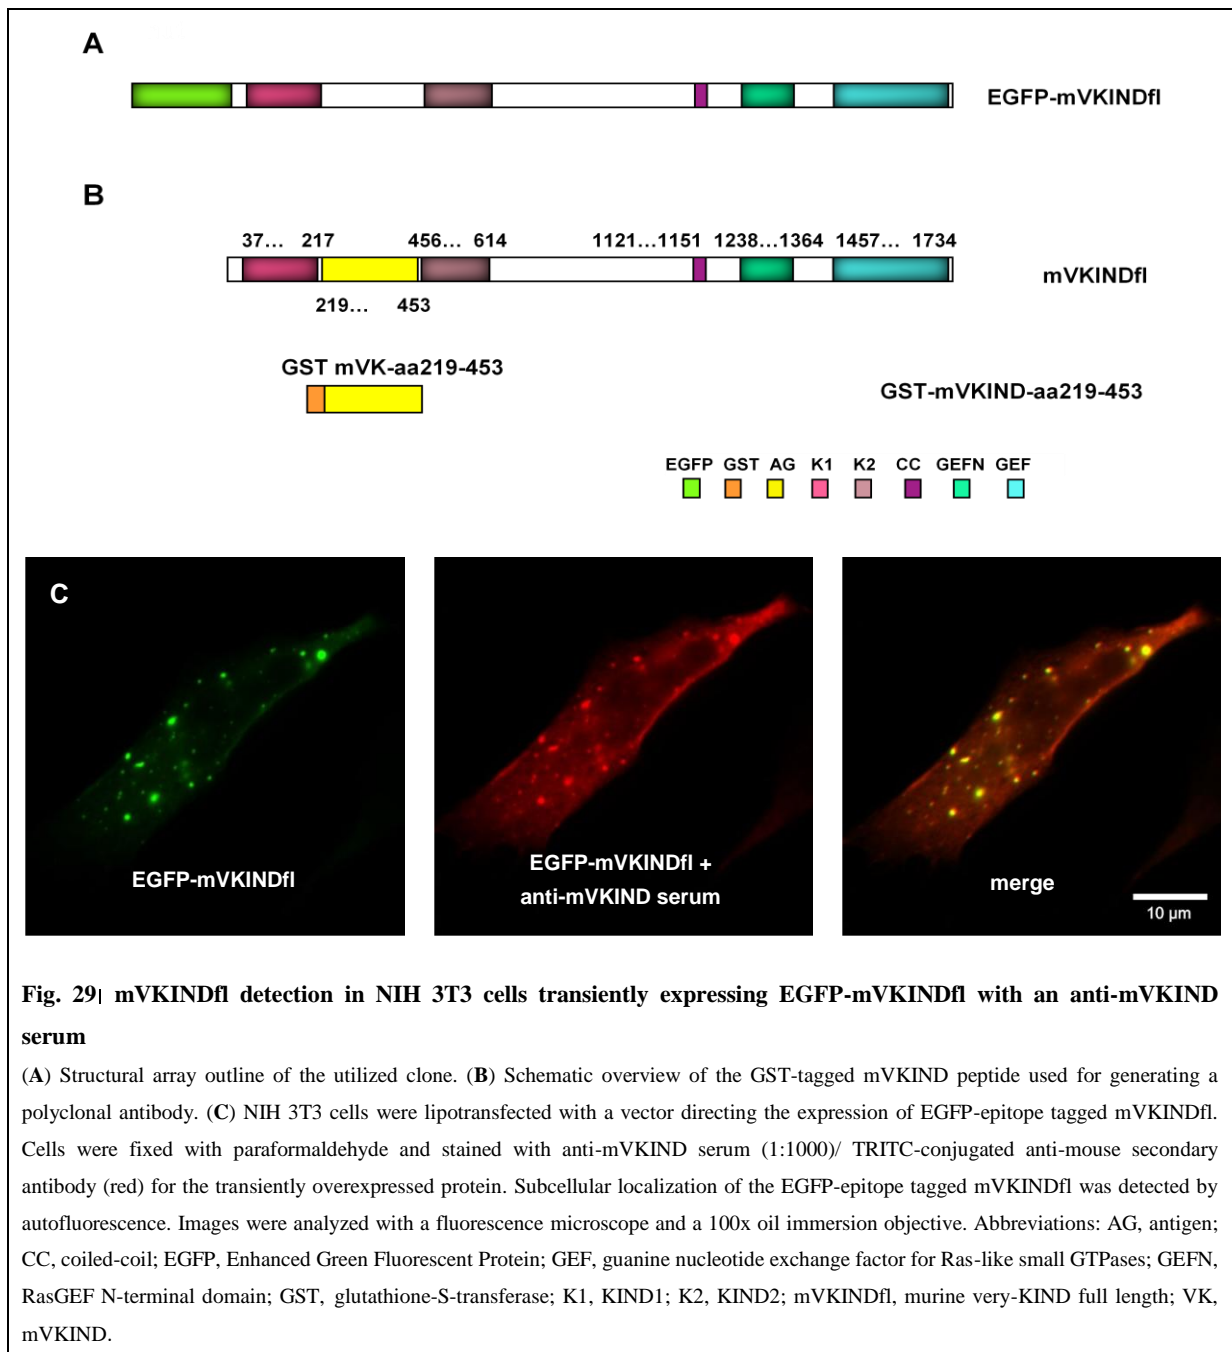 A
EGFP-mVKINDfl
B
37... 217 456... 614 1121...1151 1238...1364 1457... 1734
mVKINDfl
219... 453
GST mVK-aa219-453
GST-mVKIND-aa219-453
EGFP GST AG K1 K2 CC GEFN GEF
C
EGFP-mVKINDfl
EGFP-mVKINDfl +
anti-mVKIND serum
merge
10 µm
Fig. 29| mVKINDfl detection in NIH 3T3 cells transiently expressing EGFP-mVKINDfl with an anti-mVKIND
serum
(A) Structural array outline of the utilized clone. (B) Schematic overview of the GST-tagged mVKIND peptide used for generating a
polyclonal antibody. (C) NIH 3T3 cells were lipotransfected with a vector directing the expression of EGFP-epitope tagged mVKINDfl.
Cells were fixed with paraformaldehyde and stained with anti-mVKIND serum (1:1000)/ TRITC-conjugated anti-mouse secondary
antibody (red) for the transiently overexpressed protein. Subcellular localization of the EGFP-epitope tagged mVKINDfl was detected by
autofluorescence. Images were analyzed with a fluorescence microscope and a 100x oil immersion objective. Abbreviations: AG, antigen;
CC, coiled-coil; EGFP, Enhanced Green Fluorescent Protein; GEF, guanine nucleotide exchange factor for Ras-like small GTPases; GEFN,
RasGEF N-terminal domain; GST, glutathione-S-transferase; K1, KIND1; K2, KIND2; mVKINDfl, murine very-KIND full length; VK,
mVKIND.